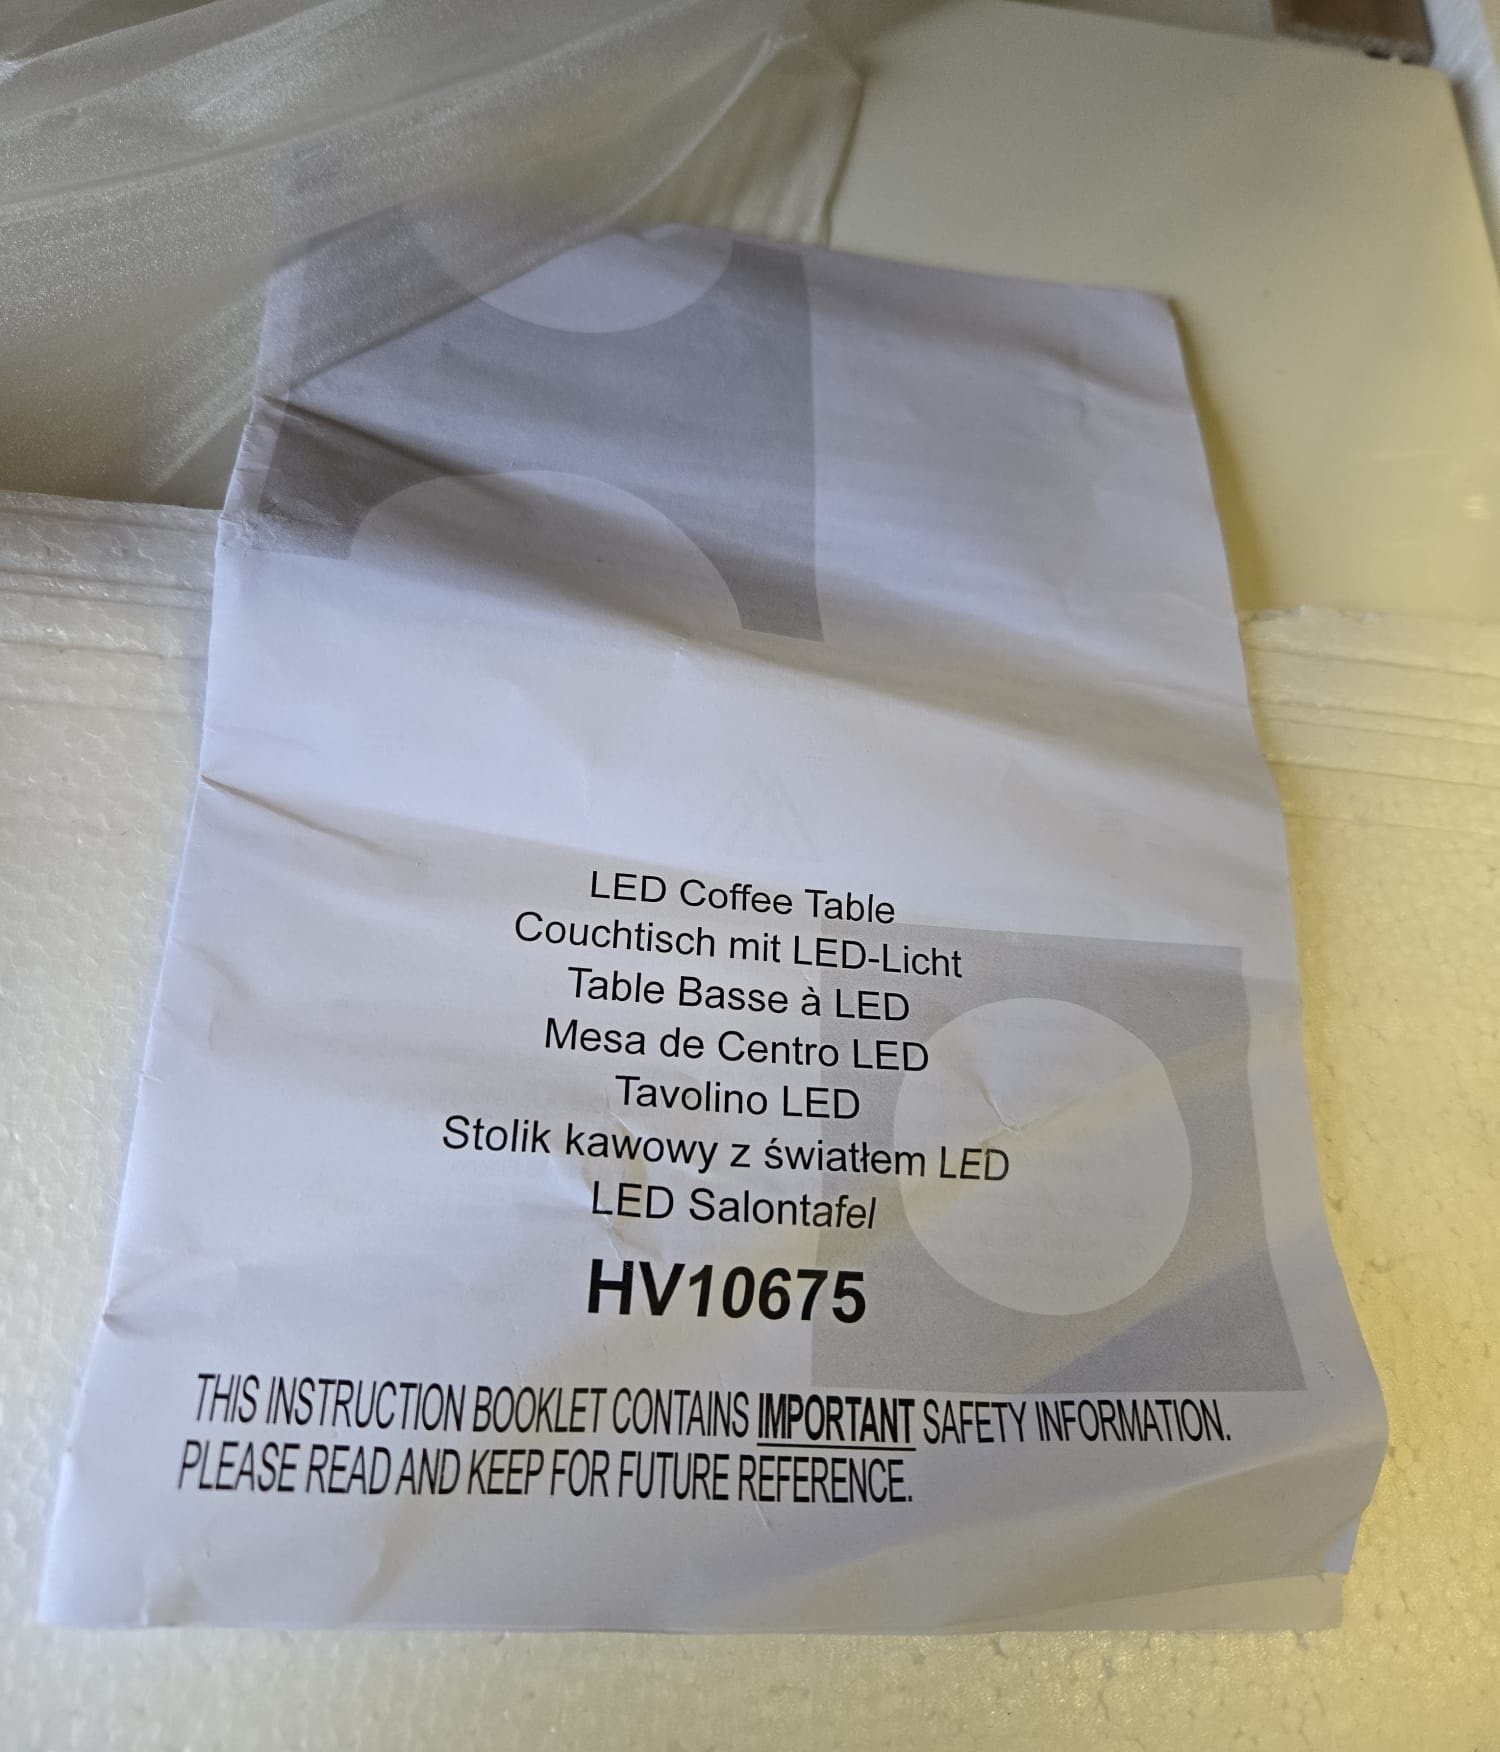 LED Coffee Table
Couchtisch mit LED-Licht
Table Basse à LED
Mesa de Centro LED
Tavolino LED
Stolik kawowy z światłem LED
LED Salontafel
HV10675
THIS INSTRUCTION BOOKLET CONTAINS IMPORTANT SAFETY INFORMATION.
PLEASE READ AND KEEP FOR FUTURE REFERENCE.